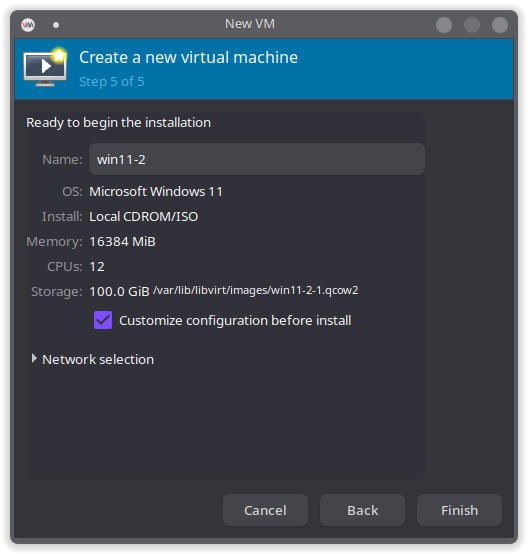 New VM
Create a new virtual machine
Step 5 of 5
Ready to begin the installation
Name: win11-2
OS: Microsoft Windows 11
Install: Local CDROM/ISO
Memory: 16384 MiB
CPUs: 12
Storage: 100.0 GiB /var/lib/libvirt/images/win11-2-1.qcow2
Customize configuration before install
Network selection
Cancel Back Finish